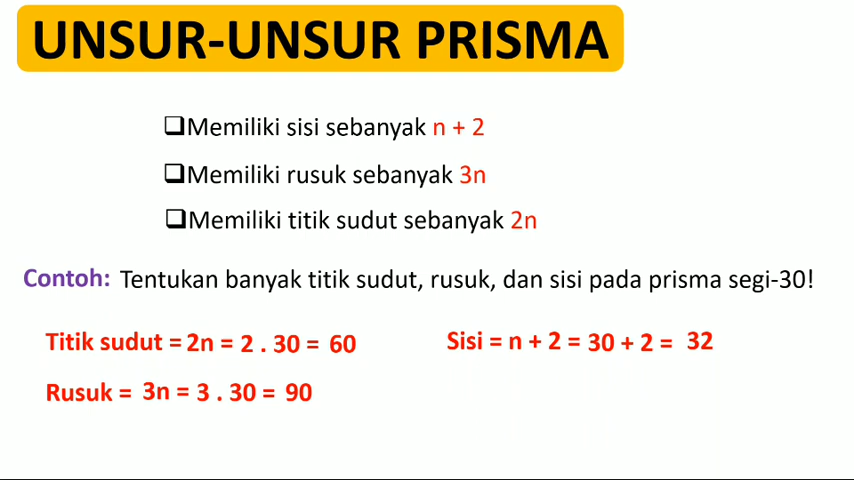 UNSUR-UNSUR PRISMA
❑Memiliki sisi sebanyak n + 2
❑Memiliki rusuk sebanyak 3n
❑Memiliki titik sudut sebanyak 2n
Contoh: Tentukan banyak titik sudut, rusuk, dan sisi pada prisma segi-30!
Titik sudut = 2n = 2 . 30 = 60
Sisi = n + 2 = 30 + 2 = 32
Rusuk = 3n = 3 . 30 = 90